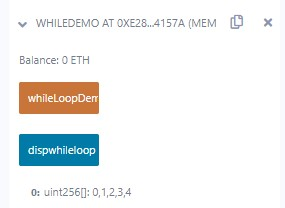 WHILEDEMO AT 0XE28...4157A (MEM
Balance: 0 ETH
whileLoopDem
dispwhileloop
0: uint256[]: 0,1,2,3,4